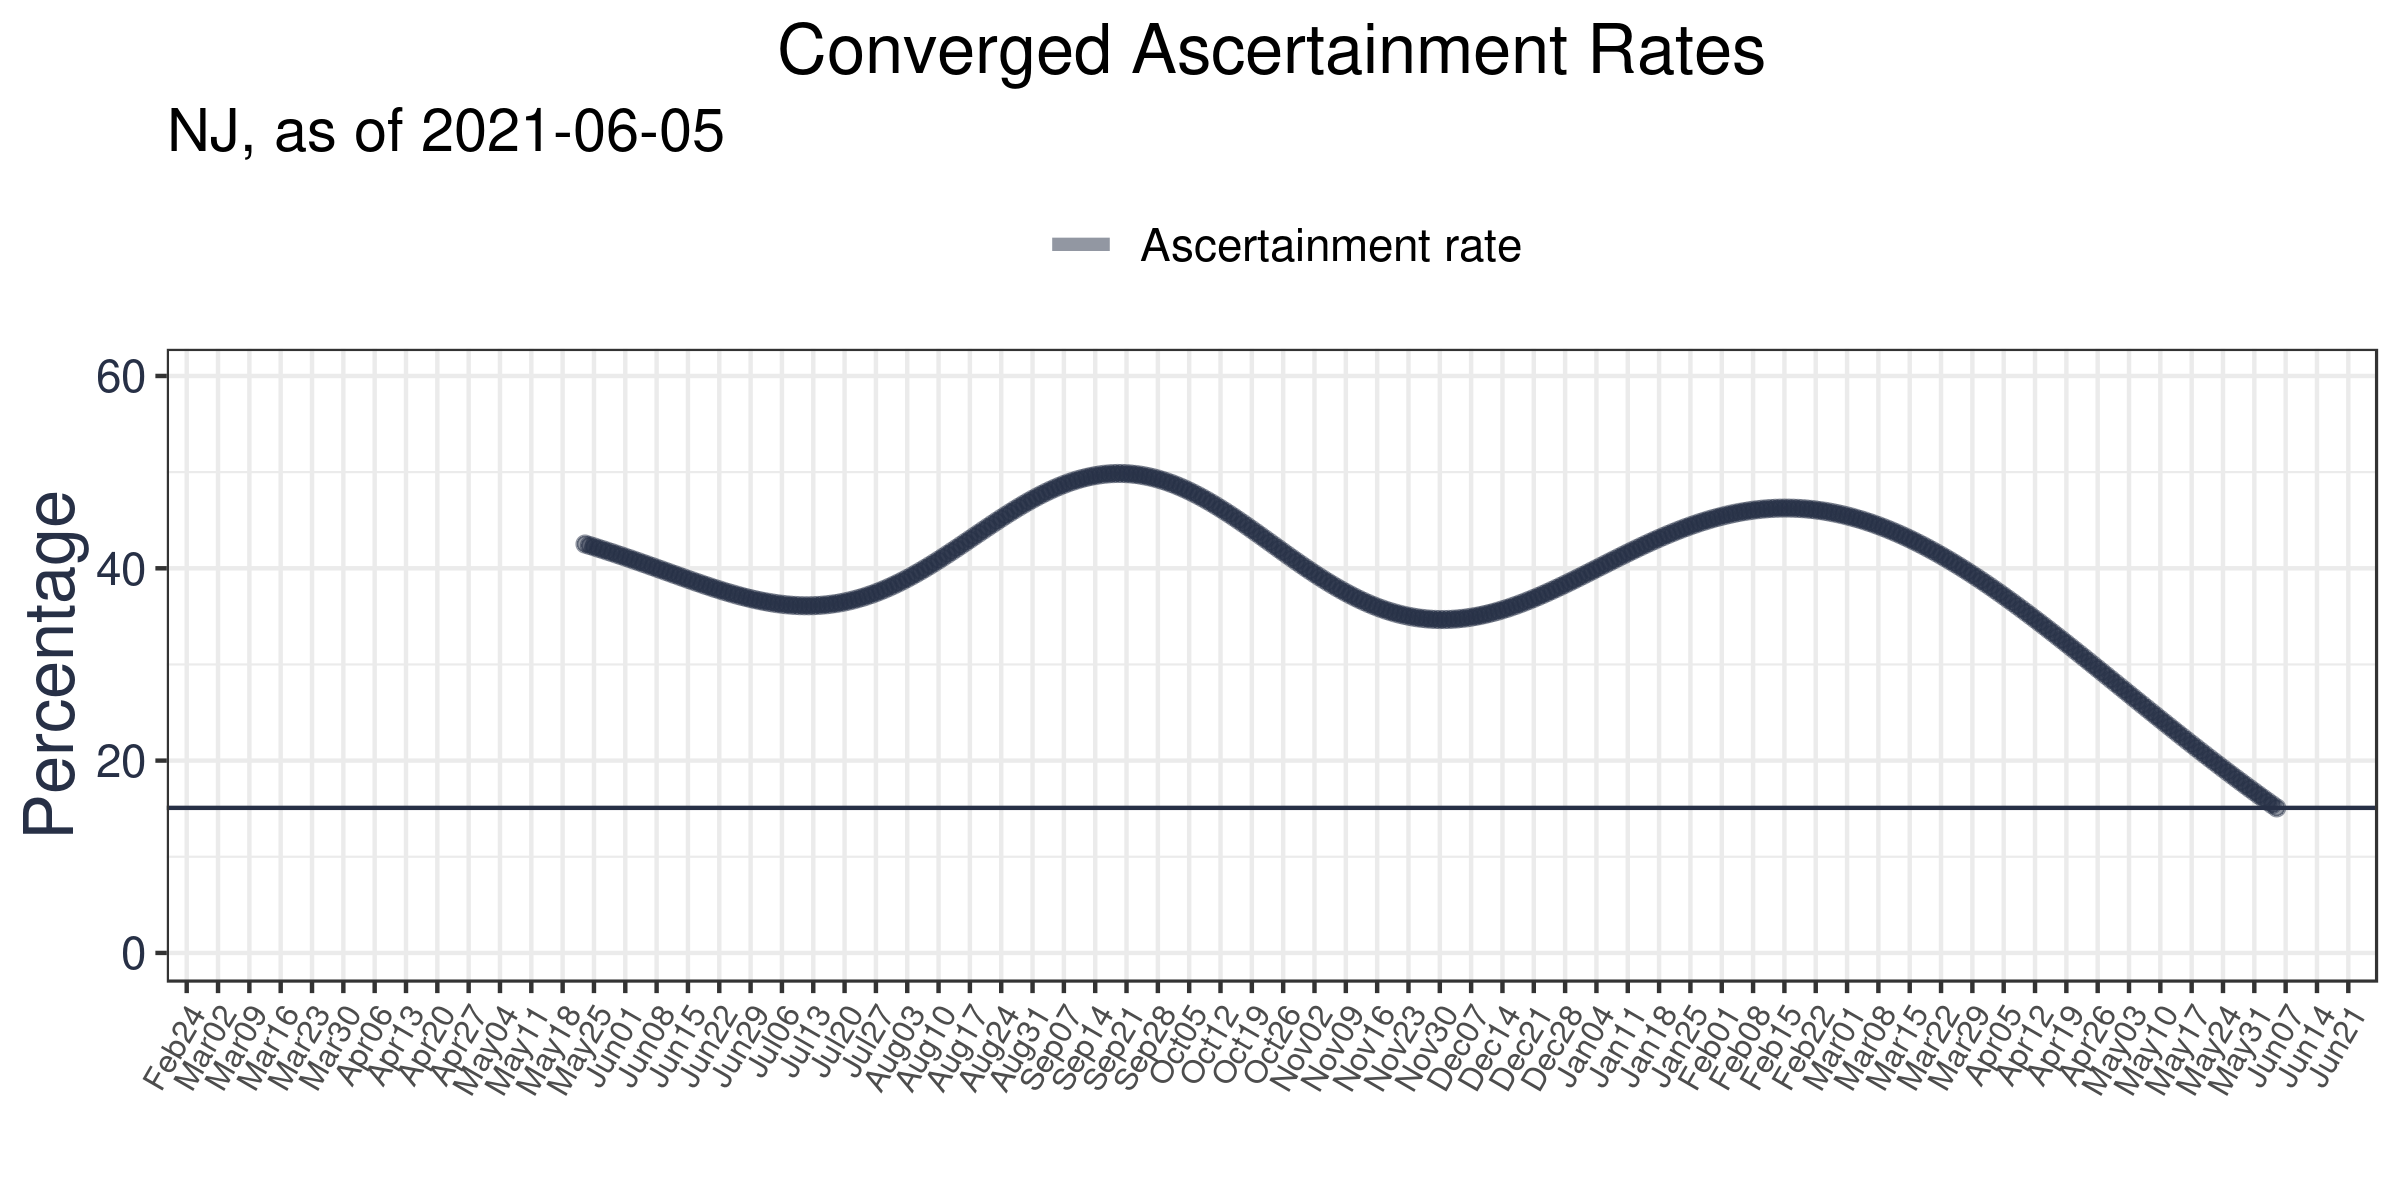 Converged Ascertainment Rates
NJ, as of 2021-06-05
Ascertainment rate
Percentage
60
40
20
0
Feb24
Mar02
Mar09
Mar16
Mar23
Mar30
Apr06
Apr13
Apr20
Apr27
May04
May11
May18
May25
Jun01
Jun08
Jun15
Jun22
Jun29
Jul06
Jul13
Jul20
Jul27
Aug03
Aug10
Aug17
Aug24
Aug31
Sep07
Sep14
Sep21
Sep28
Oct05
Oct12
Oct19
Oct26
Nov02
Nov09
Nov16
Nov23
Nov30
Dec07
Dec14
Dec21
Dec28
Jan04
Jan11
Jan18
Jan25
Feb01
Feb08
Feb15
Feb22
Mar01
Mar08
Mar15
Mar22
Mar29
Apr05
Apr12
Apr19
Apr26
May03
May10
May17
May24
May31
Jun07
Jun14
Jun21